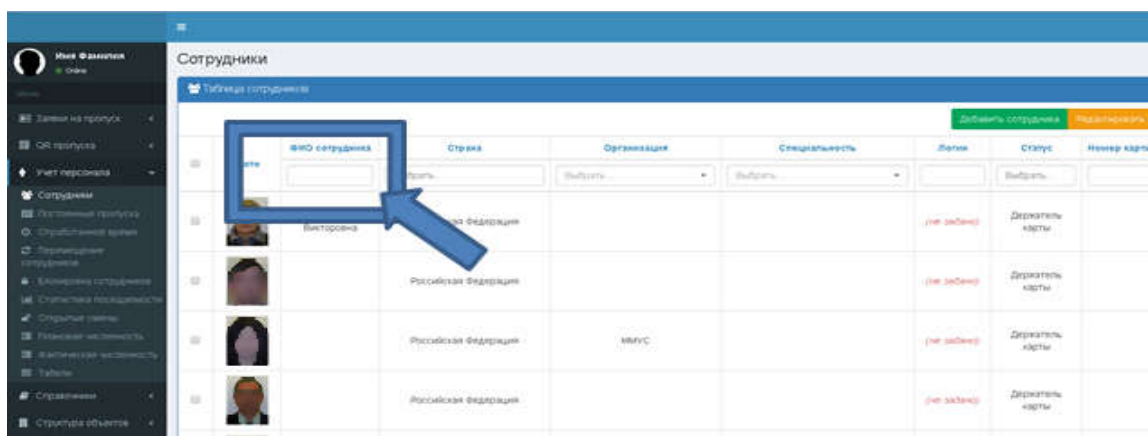 Имя Фамилия
Online
Меню
Заявки на пропуск
QR пропуска
Учет персонала
Сотрудники
Постоянные пропуска
Отработанное время
Перемещение сотрудников
Блокировка сотрудников
Статистика посещаемости
Открытые смены
Плановая численность
Фактическая численность
Табели
Справочники
Структура объектов
Сотрудники
Таблица сотрудников
Добавить сотрудника
Редактировать
ФИО сотрудника Страна Организация Специальность Логин Статус Номер карты
Выбрать... Выбрать... Выбрать...
Викторовна Федерация (не задано) Держатель карты
Российская Федерация (не задано) Держатель карты
Российская Федерация ММУС (не задано) Держатель карты
Российская Федерация (не задано) Держатель карты